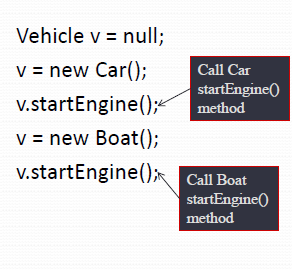 Vehicle v = null;
v = new Car();
v.startEngine();
v = new Boat();
v.startEngine();
Call Car
startEngine()
method
Call Boat
startEngine()
method